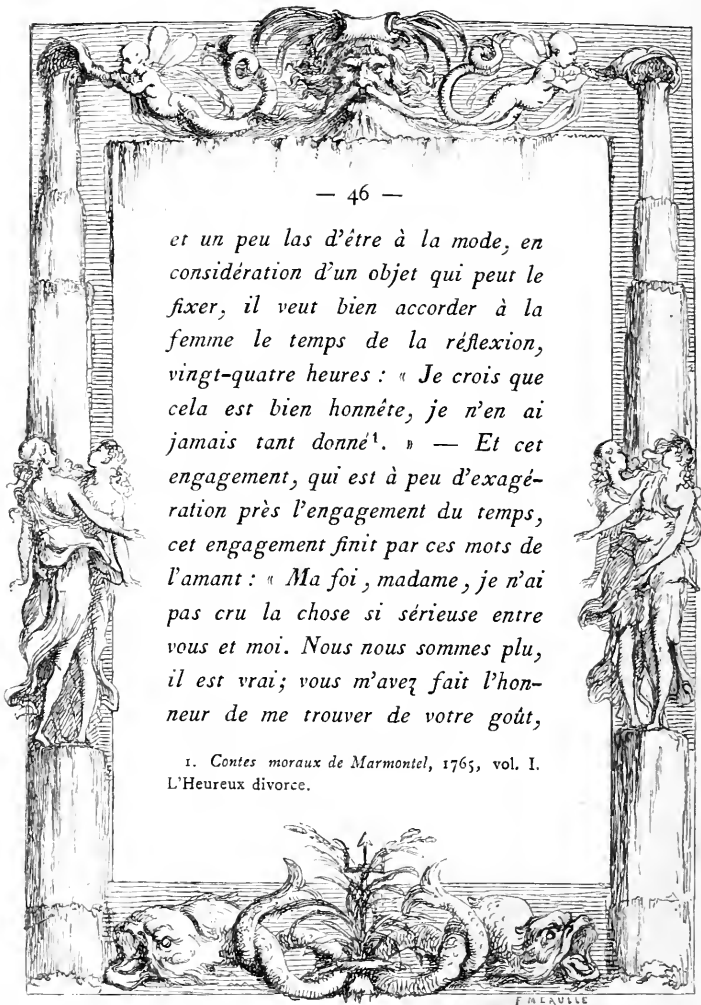 — 46 —
et un peu las d'être à la mode, en
considération d'un objet qui peut le
fixer, il veut bien accorder à la
femme le temps de la réflexion,
vingt-quatre heures : « Je crois que
cela est bien honnête, je n'en ai
jamais tant donné¹. » — Et cet
engagement, qui est à peu d'exagé-
ration près l'engagement du temps,
cet engagement finit par ces mots de
l'amant : « Ma foi, madame, je n'ai
pas cru la chose si sérieuse entre
vous et moi. Nous nous sommes plu,
il est vrai; vous m'avez fait l'hon-
neur de me trouver de votre goût,
1. Contes moraux de Marmontel, 1765, vol. I.
L'Heureux divorce.